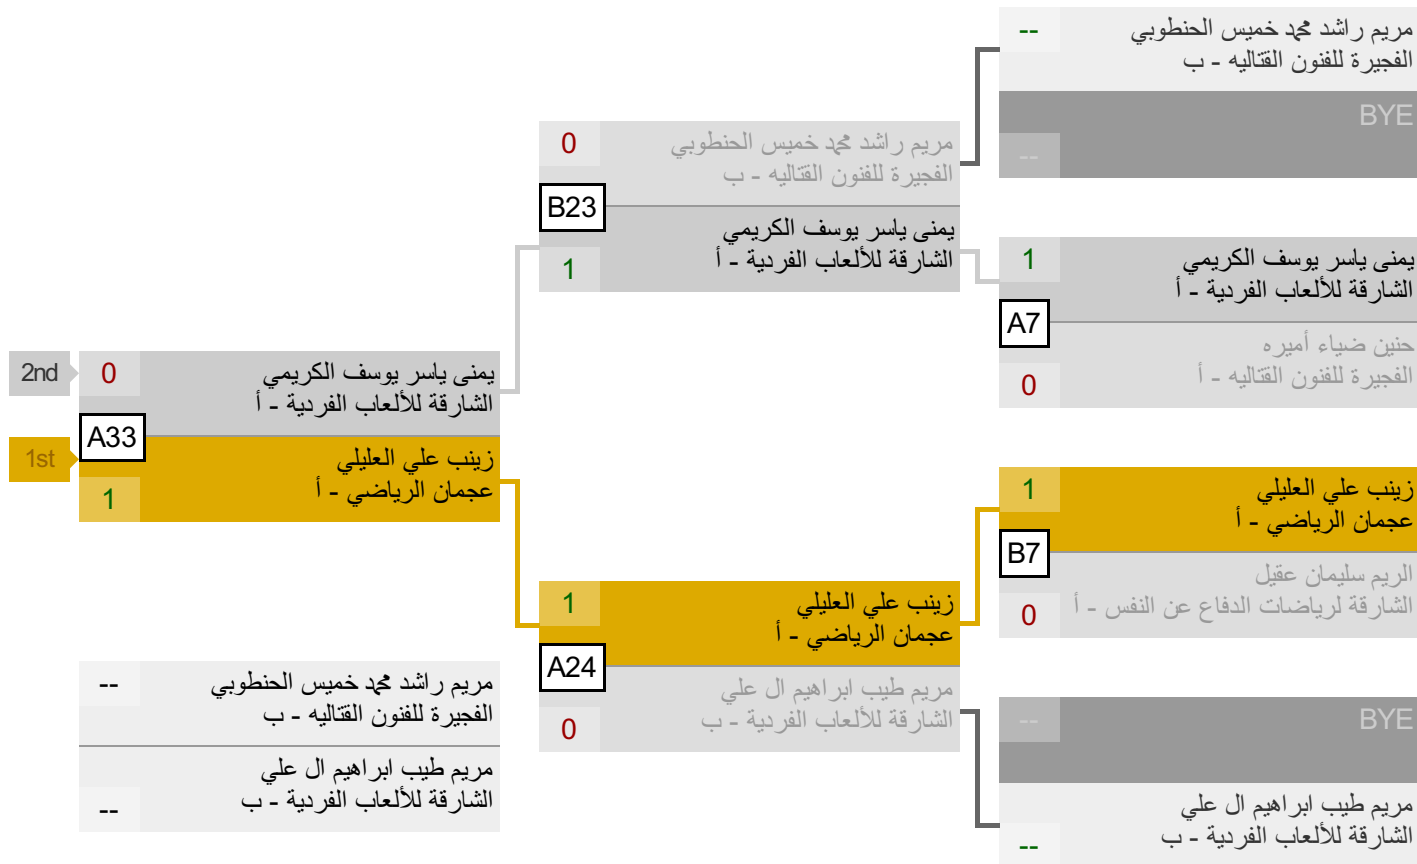 --
مريم راشد محمد خميس الحنطوبي
الفجيرة للفنون القتاليه - ب
BYE
--
0
مريم راشد محمد خميس الحنطوبي
الفجيرة للفنون القتاليه - ب
B23
يمنى ياسر يوسف الكريمي
الشارقة للألعاب الفردية - أ
1
1
يمنى ياسر يوسف الكريمي
الشارقة للألعاب الفردية - أ
A7
حنين ضياء أميره
الفجيرة للفنون القتاليه - أ
0
2nd
0
يمنى ياسر يوسف الكريمي
الشارقة للألعاب الفردية - أ
A33
1st
زينب علي العليلي
عجمان الرياضي - أ
1
1
زينب علي العليلي
عجمان الرياضي - أ
B7
الريم سليمان عقيل
الشارقة لرياضات الدفاع عن النفس - أ
0
1
زينب علي العليلي
عجمان الرياضي - أ
A24
مريم طيب ابراهيم ال علي
الشارقة للألعاب الفردية - ب
0
--
مريم راشد محمد خميس الحنطوبي
الفجيرة للفنون القتاليه - ب
مريم طيب ابراهيم ال علي
الشارقة للألعاب الفردية - ب
--
--
BYE
مريم طيب ابراهيم ال علي
الشارقة للألعاب الفردية - ب
--